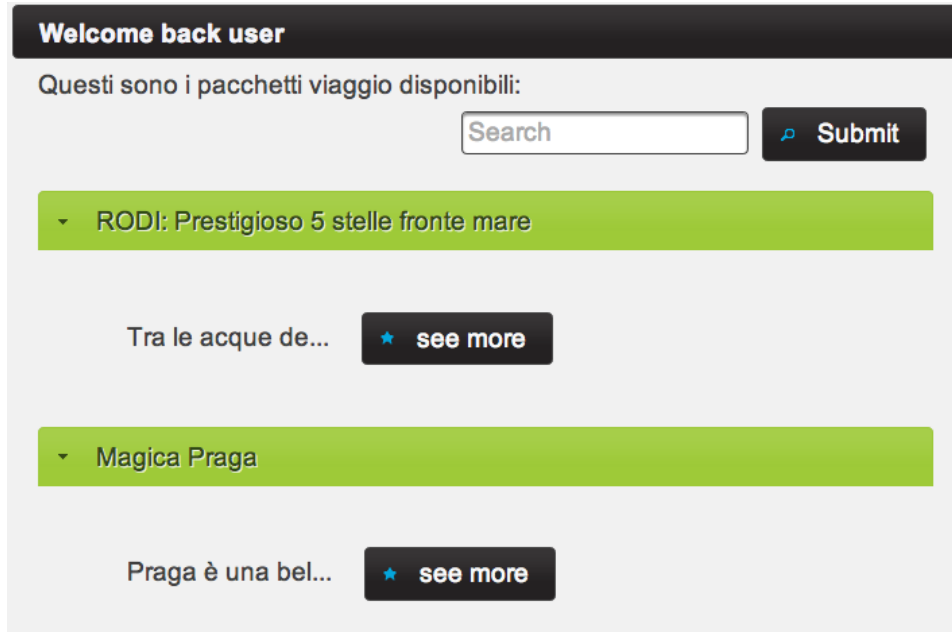 Welcome back user
Questi sono i pacchetti viaggio disponibili:
Search Submit
RODI: Prestigioso 5 stelle fronte mare
Tra le acque de... see more
Magica Praga
Praga è una bel... see more